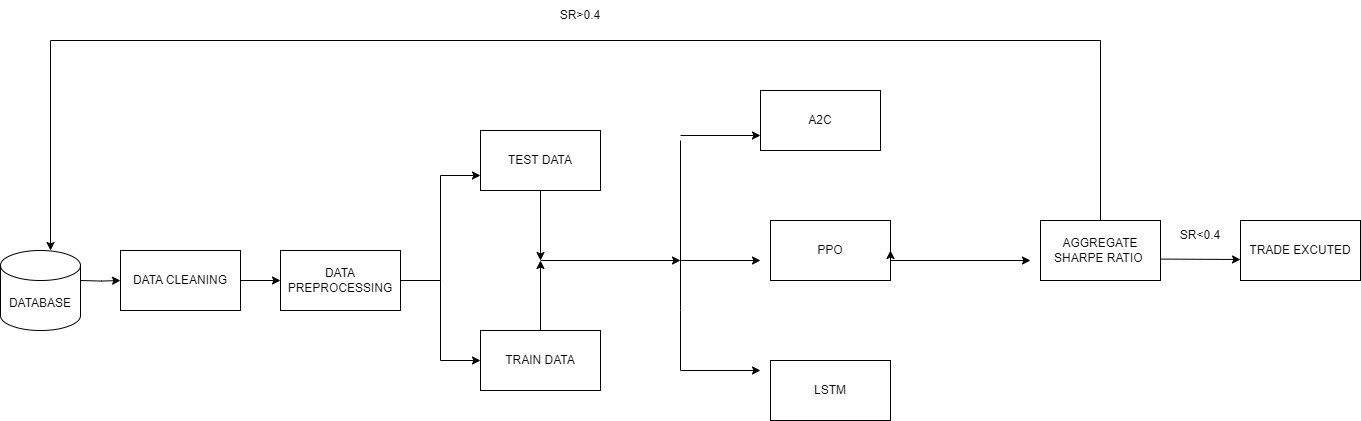 SR>0.4
A2C
TEST DATA
DATABASE
DATA CLEANING
DATA
PREPROCESSING
PPO
AGGREGATE
SHARPE RATIO
SR<0.4
TRADE EXCUTED
TRAIN DATA
LSTM